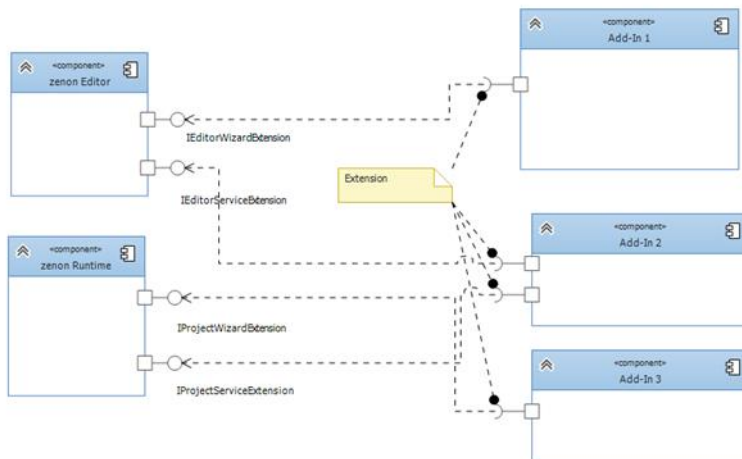 «component»
zenon Editor
IEditorWizardExtension
IEditorServiceExtension
«component»
zenon Runtime
IProjectWizardExtension
IProjectServiceExtension
Extension
«component»
Add-In 1
«component»
Add-In 2
«component»
Add-In 3